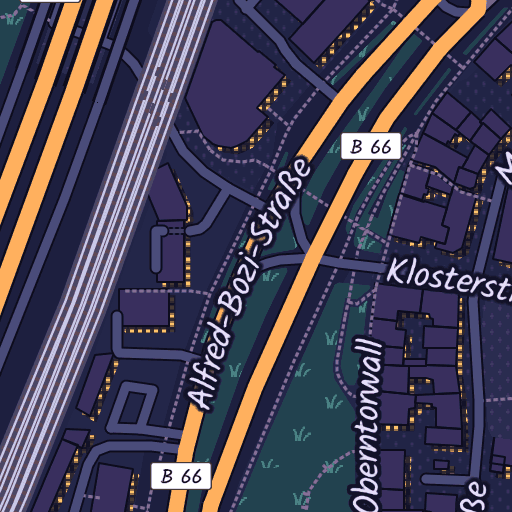 B 66
Alfred-Bozi-Straße
Klosterstr
Oberntorwall
B 66
ße